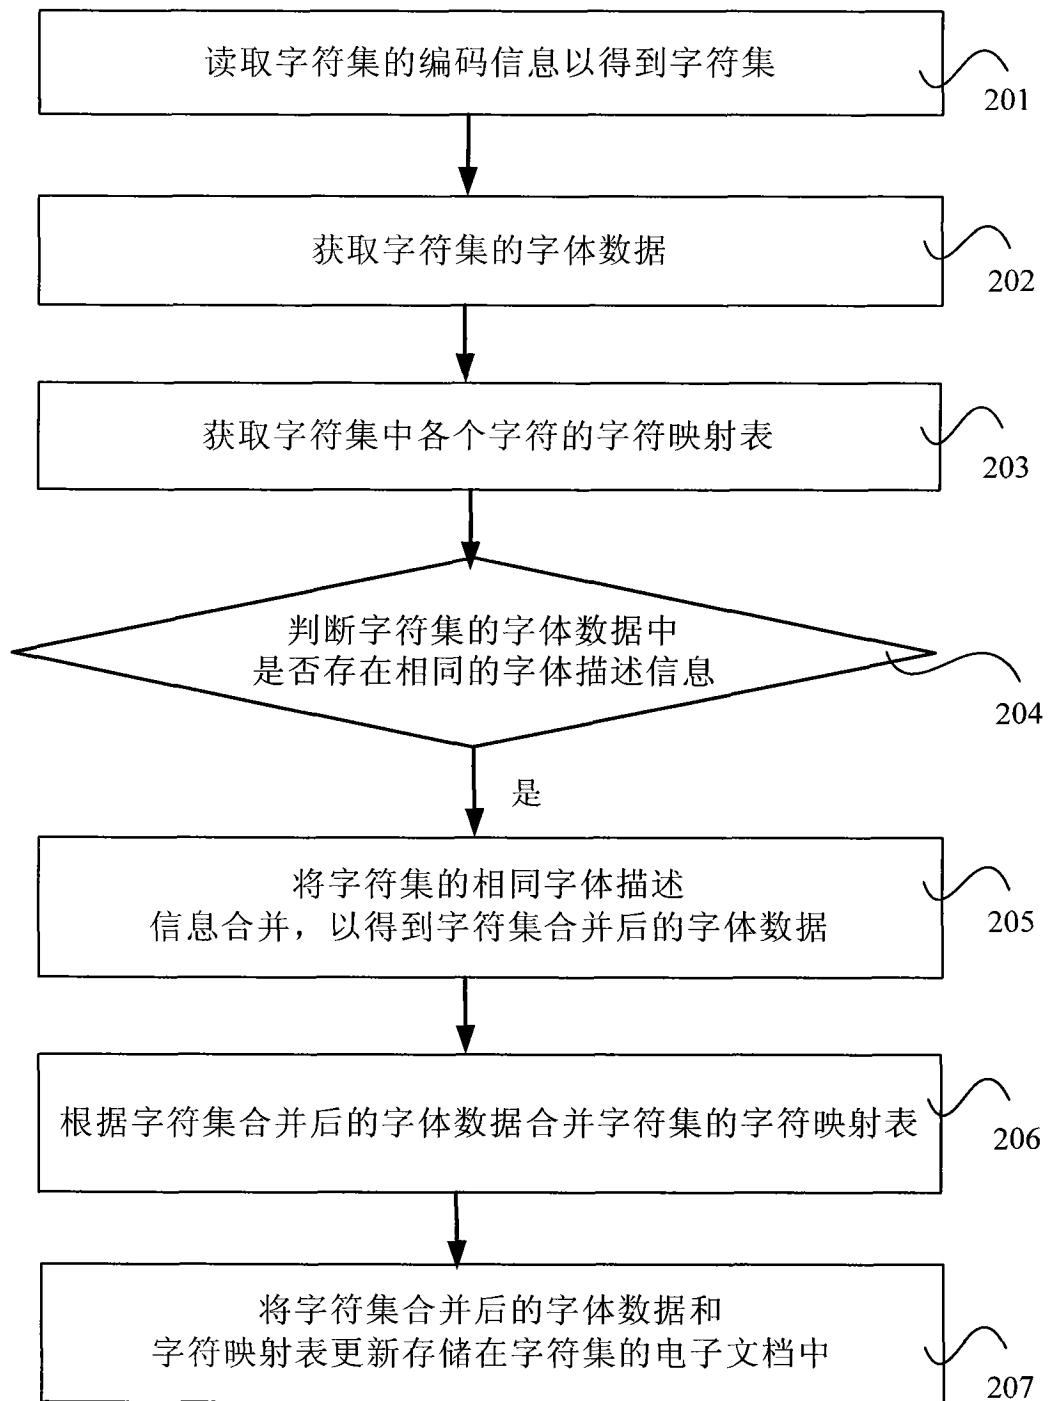 读取字符集的编码信息以得到字符集
201
获取字符集的字体数据
202
获取字符集中各个字符的字符映射表
203
判断字符集的字体数据中
是否存在相同的字体描述信息
204
是
将字符集的相同字体描述
信息合并，以得到字符集合并后的字体数据
205
根据字符集合并后的字体数据合并字符集的字符映射表
206
将字符集合并后的字体数据和
字符映射表更新存储在字符集的电子文档中
207